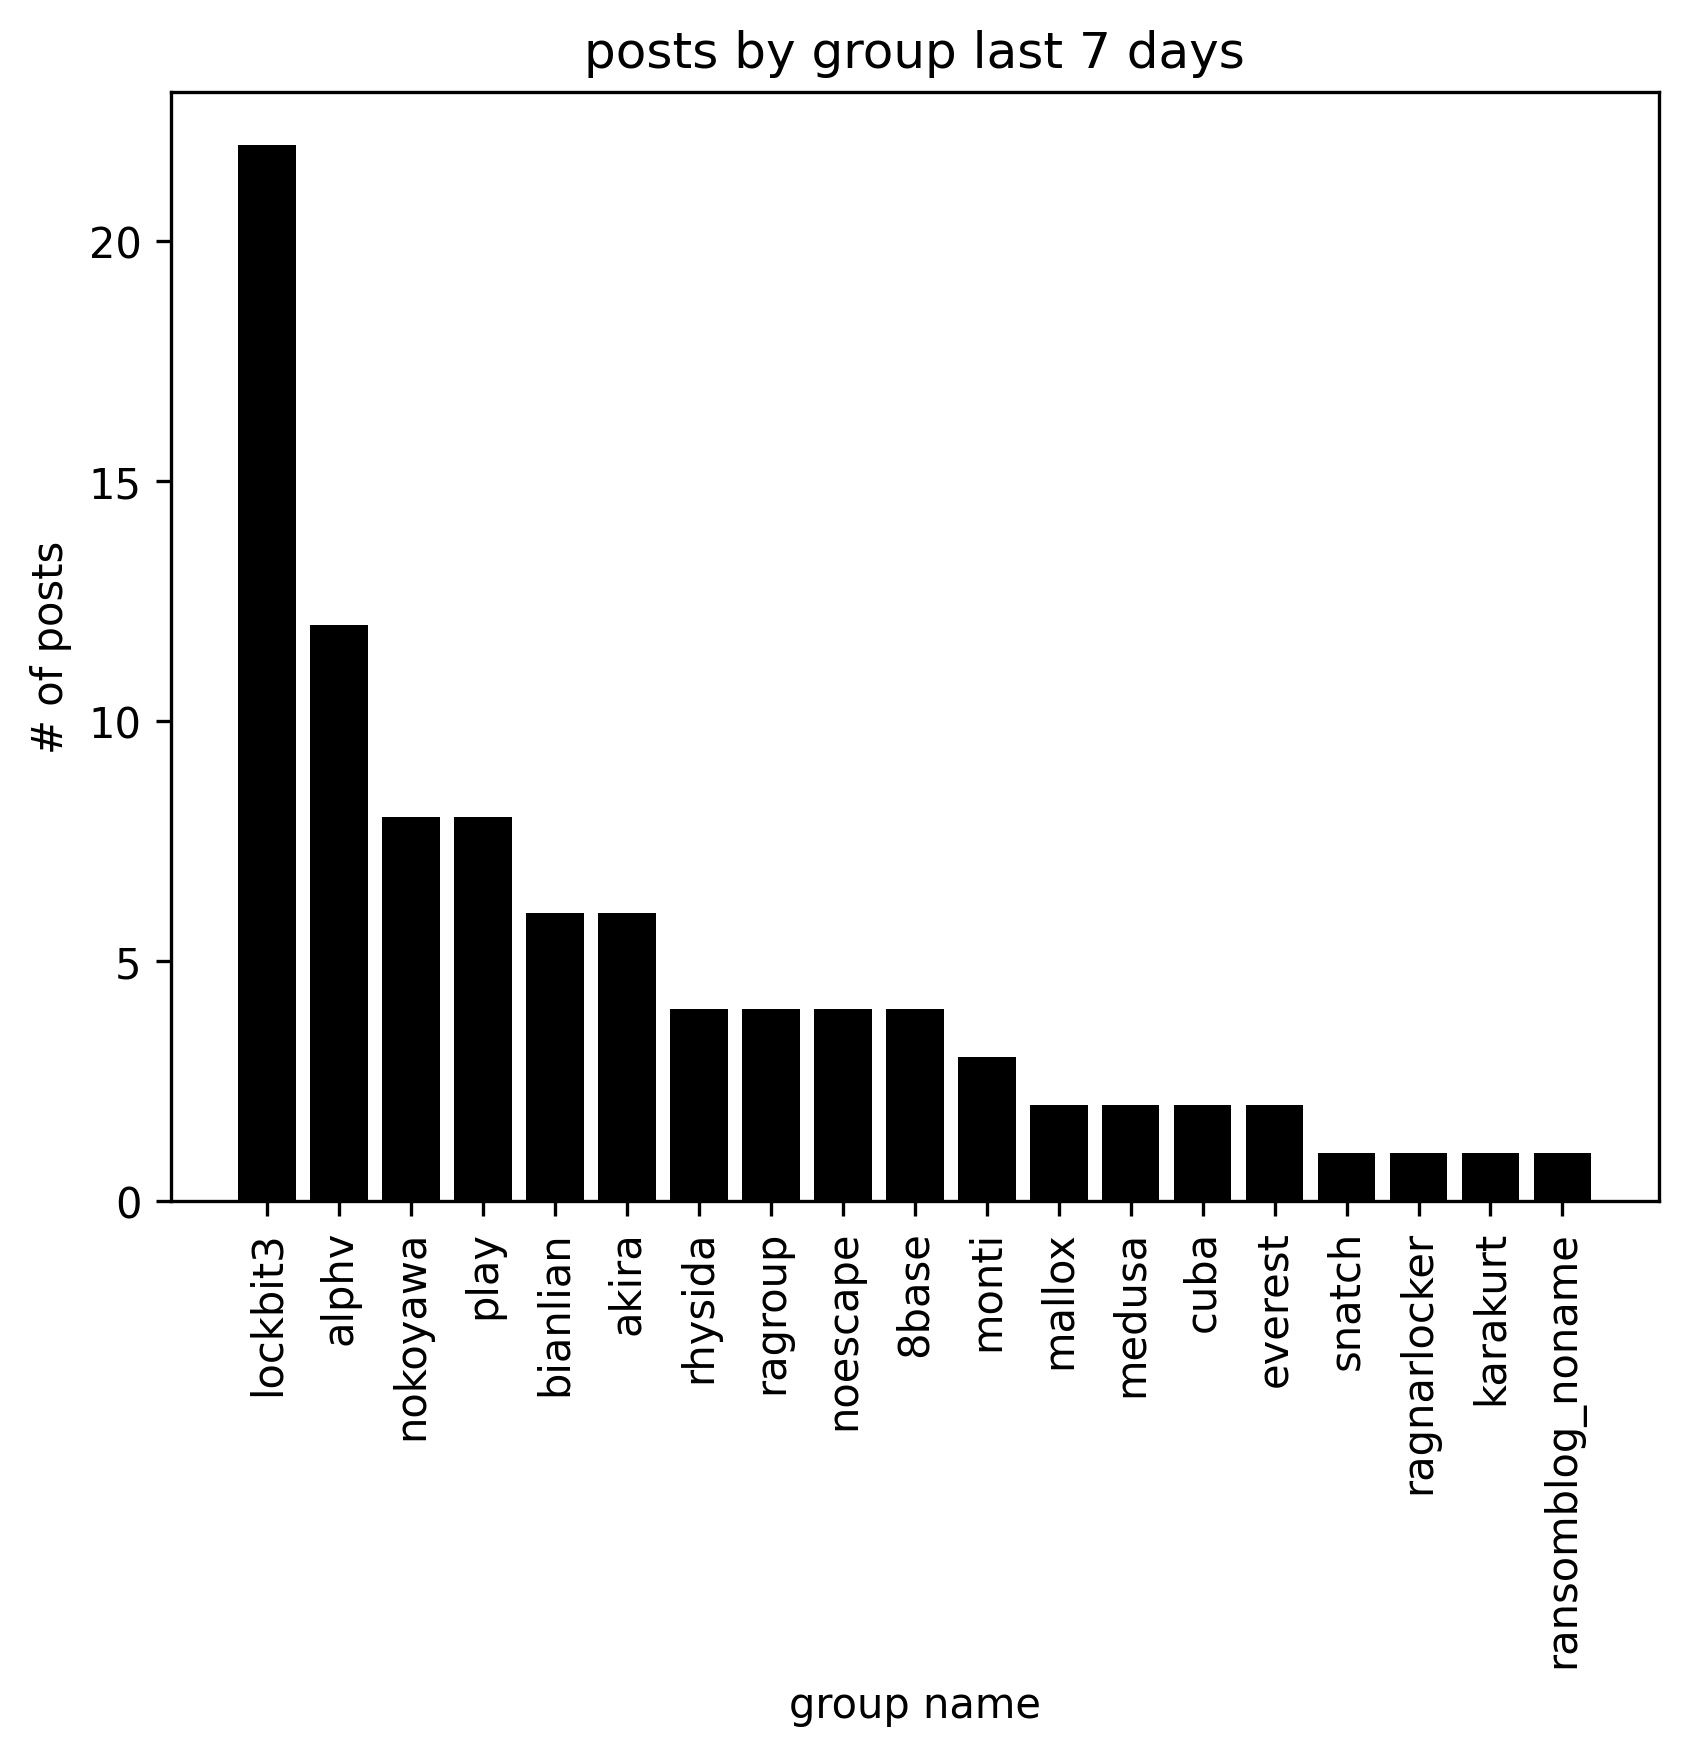 posts by group last 7 days
# of posts
20
15
10
5
0
lockbit3
alphv
nokoyawa
play
bianlian
akira
rhysida
ragroup
noescape
8base
monti
mallox
medusa
cuba
everest
snatch
ragnarlocker
karakurt
ransomblog_noname
group name